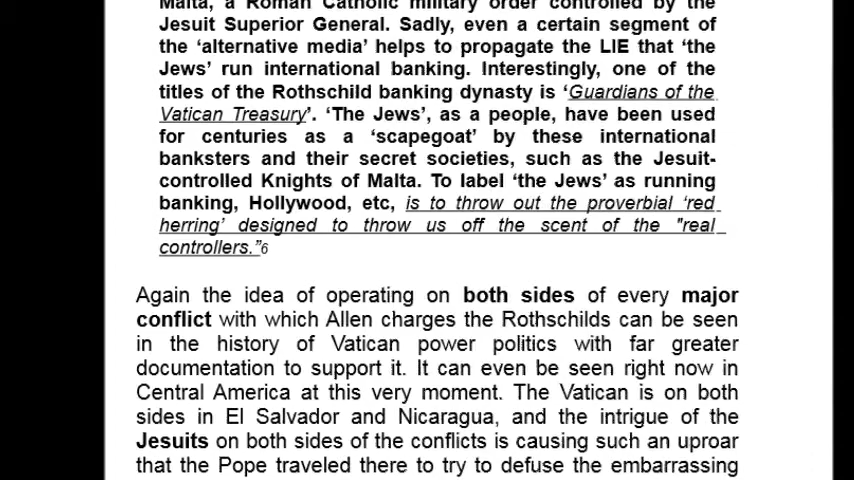 Malta, a Roman Catholic military order controlled by the
Jesuit Superior General. Sadly, even a certain segment of
the ‘alternative media’ helps to propagate the LIE that ‘the
Jews’ run international banking. Interestingly, one of the
titles of the Rothschild banking dynasty is ‘Guardians of the
Vatican Treasury’. ‘The Jews’, as a people, have been used
for centuries as a ‘scapegoat’ by these international
banksters and their secret societies, such as the Jesuit-
controlled Knights of Malta. To label ‘the Jews’ as running
banking, Hollywood, etc, is to throw out the proverbial ‘red
herring’ designed to throw us off the scent of the "real
controllers.”6
Again the idea of operating on both sides of every major
conflict with which Allen charges the Rothschilds can be seen
in the history of Vatican power politics with far greater
documentation to support it. It can even be seen right now in
Central America at this very moment. The Vatican is on both
sides in El Salvador and Nicaragua, and the intrigue of the
Jesuits on both sides of the conflicts is causing such an uproar
that the Pope traveled there to try to defuse the embarrassing